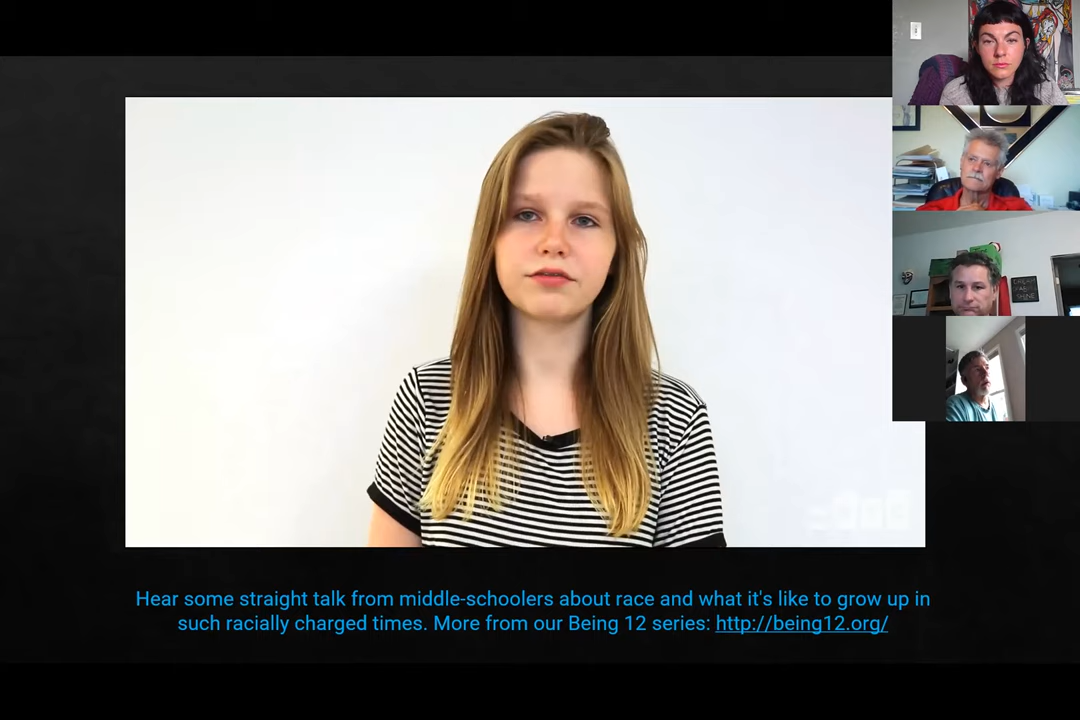 Hear some straight talk from middle-schoolers about race and what it's like to grow up in
such racially charged times. More from our Being 12 series: http://being12.org/